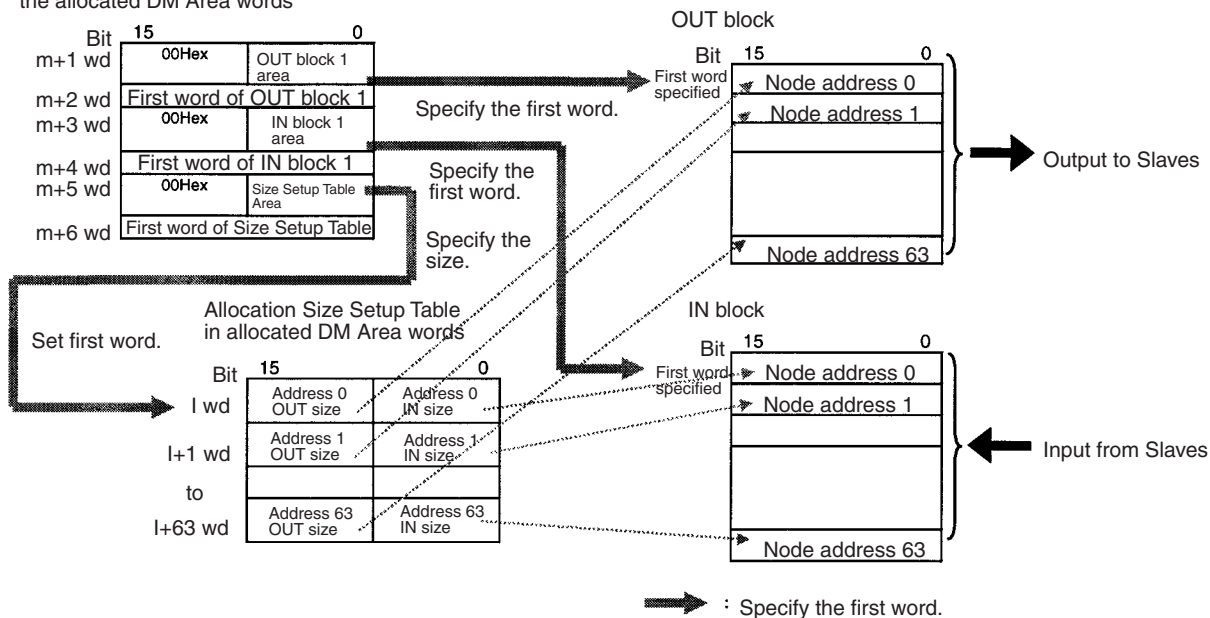 the allocated DM Area words
Bit 15 0
m+1 wd 00Hex OUT block 1 area
m+2 wd First word of OUT block 1
m+3 wd 00Hex IN block 1 area
m+4 wd First word of IN block 1
m+5 wd 00Hex Size Setup Table Area
m+6 wd First word of Size Setup Table
Specify the first word.
Specify the
first word.
Specify the
size.
Set first word.
Allocation Size Setup Table
in allocated DM Area words
Bit 15 0
I wd Address 0 OUT size Address 0 IN size
I+1 wd Address 1 OUT size Address 1 IN size
to
I+63 wd Address 63 OUT size Address 63 IN size
OUT block
Bit 15 0
First word
specified
Node address 0
Node address 1
Node address 63
Output to Slaves
IN block
Bit 15 0
First word
specified
Node address 0
Node address 1
Node address 63
Input from Slaves
: Specify the first word.